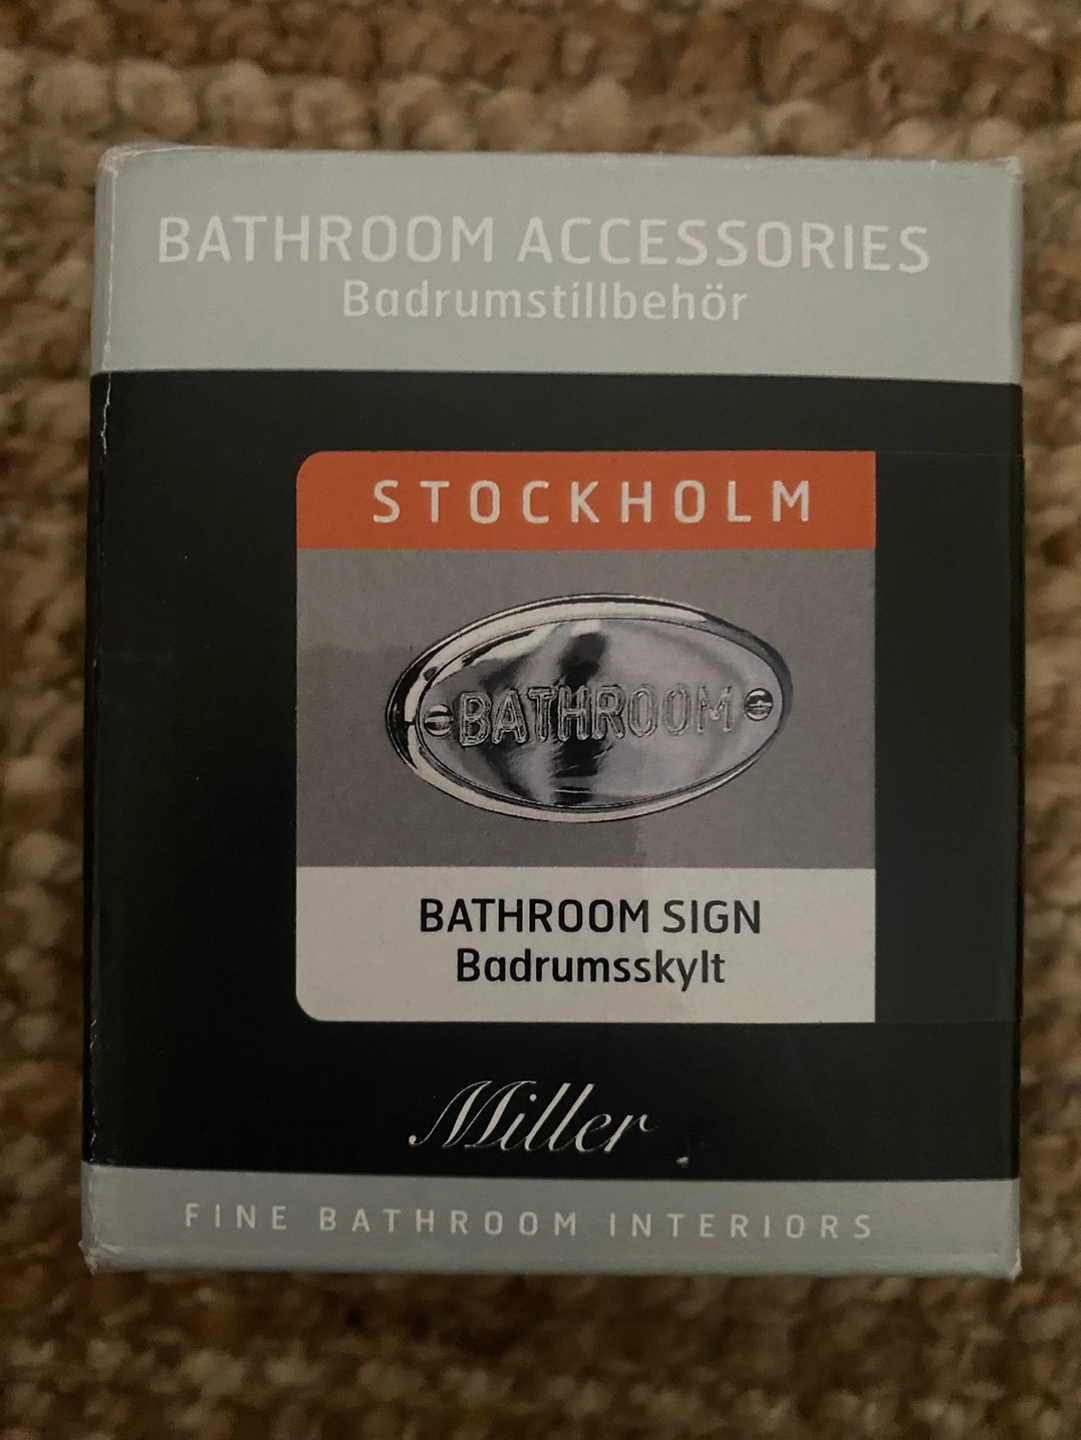 BATHROOM ACCESSORIES
Badrumstillbehör
STOCKHOLM
BATHROOM
BATHROOM SIGN
Badrumsskylt
Miller
FINE BATHROOM INTERIORS